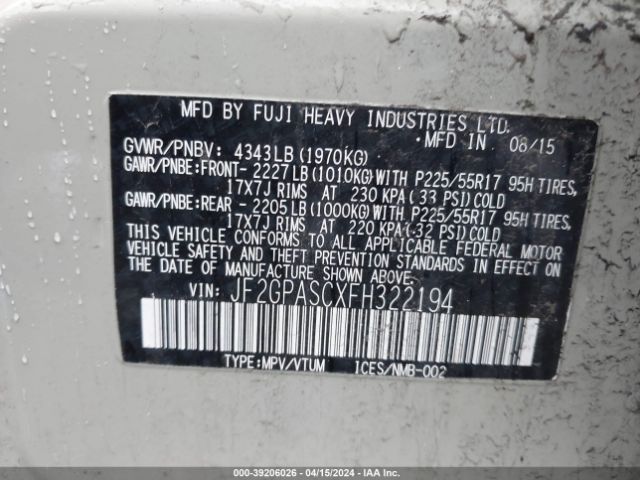 MFD BY FUJI HEAVY INDUSTRIES LTD.
MFD IN 08/15
GVWR/PNBV: 4343LB(1970KG)
GAWR/PNBE:FRONT- 2227LB(1010KG)WITH P225/55R17 95H TIRES,
17X7J RIMS AT 230 KPA(33 PSI)COLD
GAWR/PNBE:REAR - 2205LB(1000KG)WITH P225/55R17 95H TIRES,
17X7J RIMS AT 220 KPA(32 PSI)COLD
THIS VEHICLE CONFORMS TO ALL APPLICABLE FEDERAL MOTOR
VEHICLE SAFETY AND THEFT PREVENTION STANDARDS IN EFFECT ON
THE DATE OF MANUFACTURE SHOWN ABOVE.
VIN: JF2GPASCXFH322194
TYPE:MPV/VTUM ICES/NMB-002
000-39206026 - 04/15/2024 - IAA Inc.